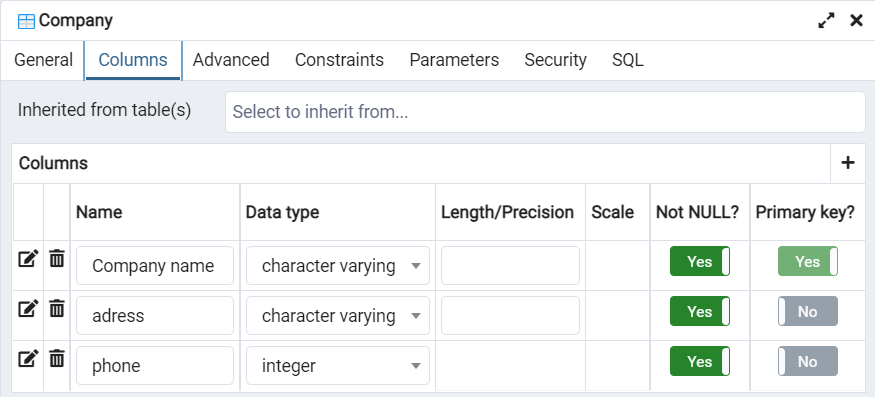 Company
General Columns Advanced Constraints Parameters Security SQL
Inherited from table(s) Select to inherit from...
Columns
Name Data type Length/Precision Scale Not NULL? Primary key?
Company name character varying Yes Yes
adress character varying Yes No
phone integer Yes No